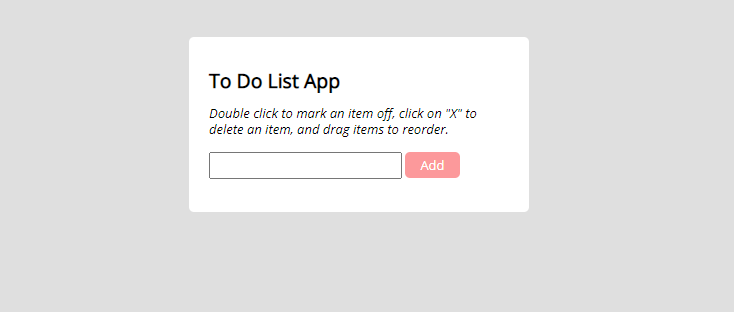 To Do List App
Double click to mark an item off, click on "X" to
delete an item, and drag items to reorder.
Add